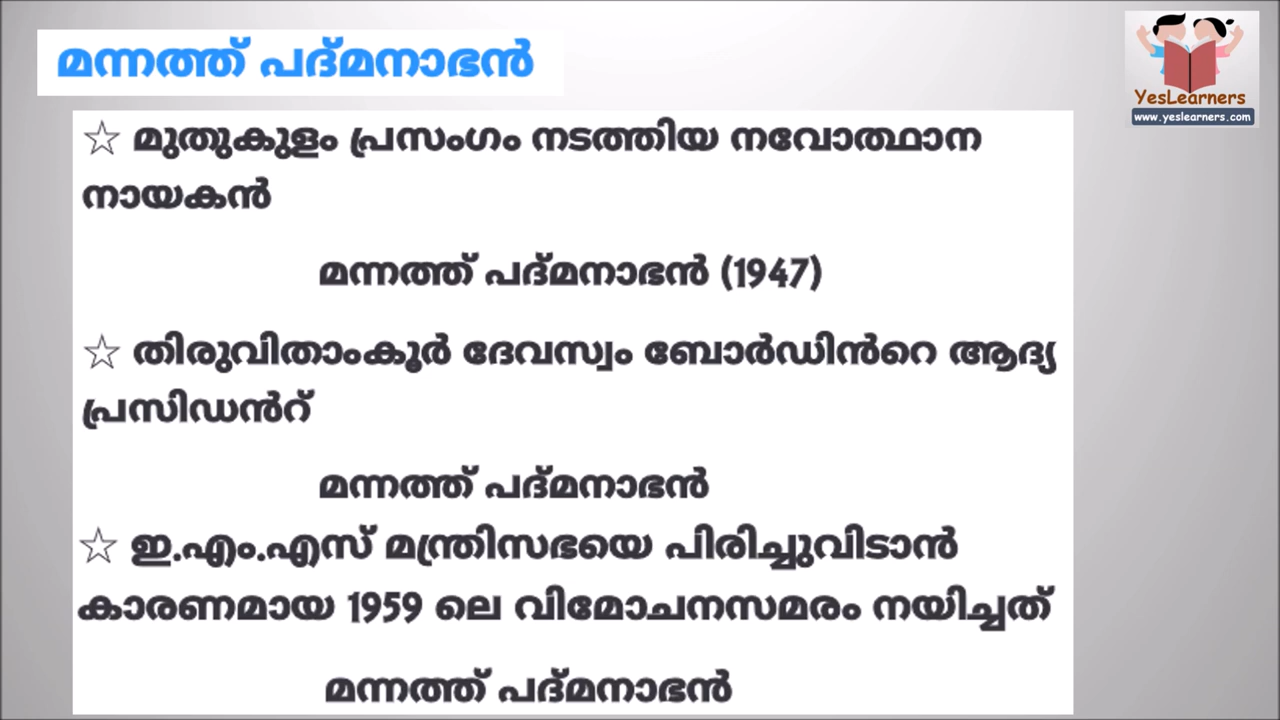 മന്നത്ത് പദ്മനാഭൻ
YesLearners
www.yeslearners.com
☆ മുതുകുളം പ്രസംഗം നടത്തിയ നവോത്ഥാന
നായകൻ
മന്നത്ത് പദ്മനാഭൻ (1947)
☆ തിരുവിതാംകൂർ ദേവസ്വം ബോർഡിൻറെ ആദ്യ
പ്രസിഡൻറ്
മന്നത്ത് പദ്മനാഭൻ
☆ ഇ.എം.എസ് മന്ത്രിസഭയെ പിരിച്ചുവിടാൻ
കാരണമായ 1959 ലെ വിമോചനസമരം നയിച്ചത്
മന്നത്ത് പദ്മനാഭൻ